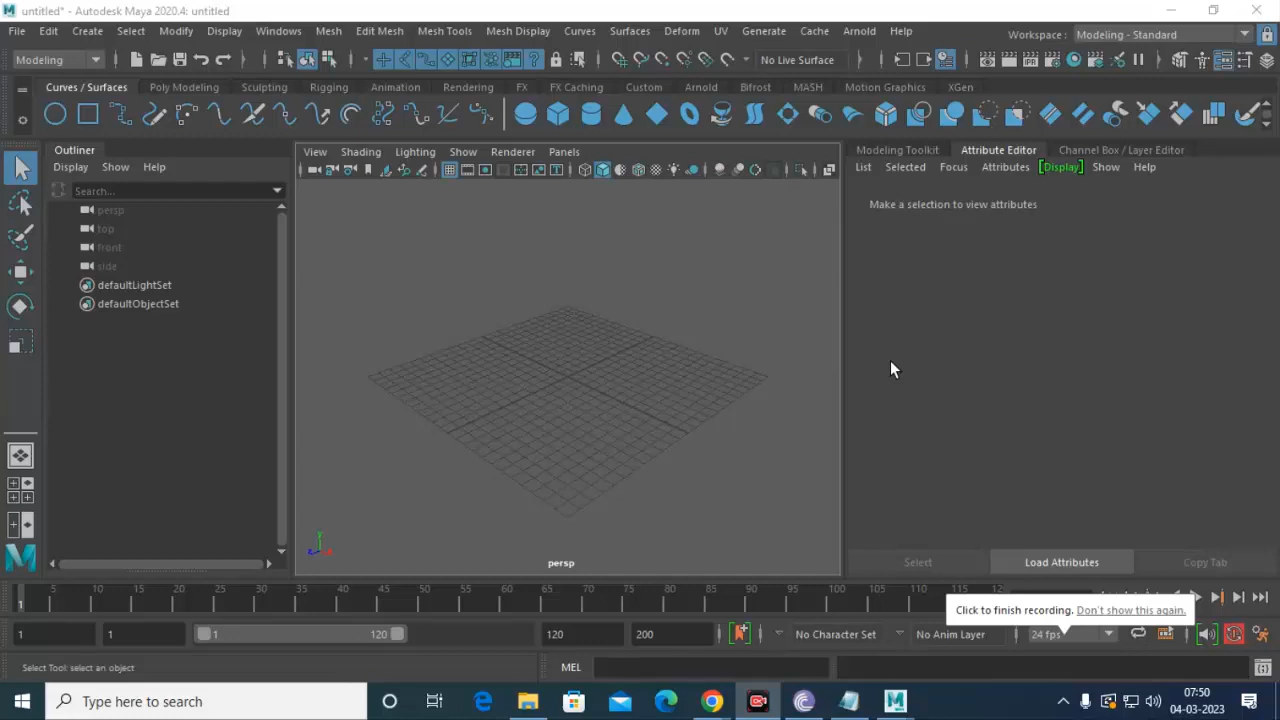 untitled* - Autodesk Maya 2020.4: untitled
File Edit Create Select Modify Display Windows Mesh Edit Mesh Mesh Tools Mesh Display Curves Surfaces Deform UV Generate Cache Arnold Help
Workspace : Modeling - Standard
Modeling No Live Surface
Curves / Surfaces Poly Modeling Sculpting Rigging Animation Rendering FX FX Caching Custom Arnold Bifrost MASH Motion Graphics XGen
Outliner
Display Show Help
Search...
persp
top
front
side
defaultLightSet
defaultObjectSet
View Shading Lighting Show Renderer Panels
IPR
y
persp
Modeling Toolkit Attribute Editor Channel Box / Layer Editor
List Selected Focus Attributes [Display] Show Help
Make a selection to view attributes
Select Load Attributes Copy Tab
5 10 15 20 25 30 35 40 45 50 55 60 65 70 75 80 85 90 95 100 105 110 115
1
Click to finish recording. Don't show this again.
1 1 1 120 120 200 No Character Set No Anim Layer 24 fps
Select Tool: select an object
MEL
Type here to search
07:50
04-03-2023